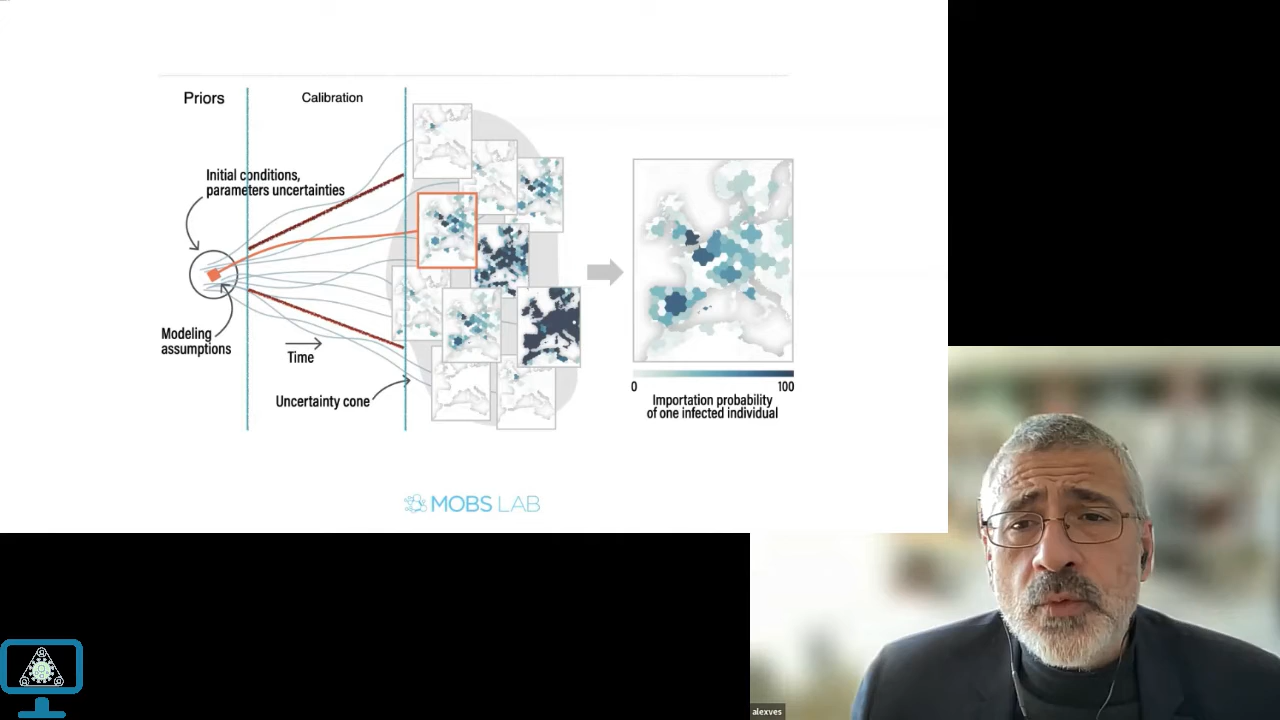 Priors
Calibration
Initial conditions,
parameters uncertainties
Modeling
assumptions
Time
Uncertainty cone
0
100
Importation probability
of one infected individual
MOBS LAB
alexves